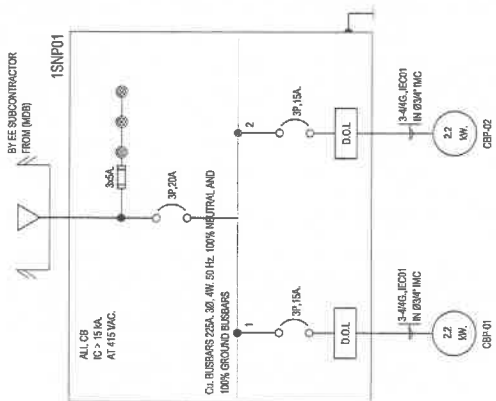 BY EE SUBCONTRACTOR
FROM (MDB)
1SNP01
ALL CB
IC > 15 kA.
AT 415 VAC.
3x5A.
3P,20A
Cu. BUSBARS 225A. 3Ø, 4W. 50 Hz. 100% NEUTRAL AND
100% GROUND BUSBARS
1
2
3P,15A.
3P,15A.
D.O.L
D.O.L
3-4/4G.,IEC01
IN Ø3/4" IMC
3-4/4G.,IEC01
IN Ø3/4" IMC
2.2
kW.
2.2
kW.
CBP-01
CBP-02